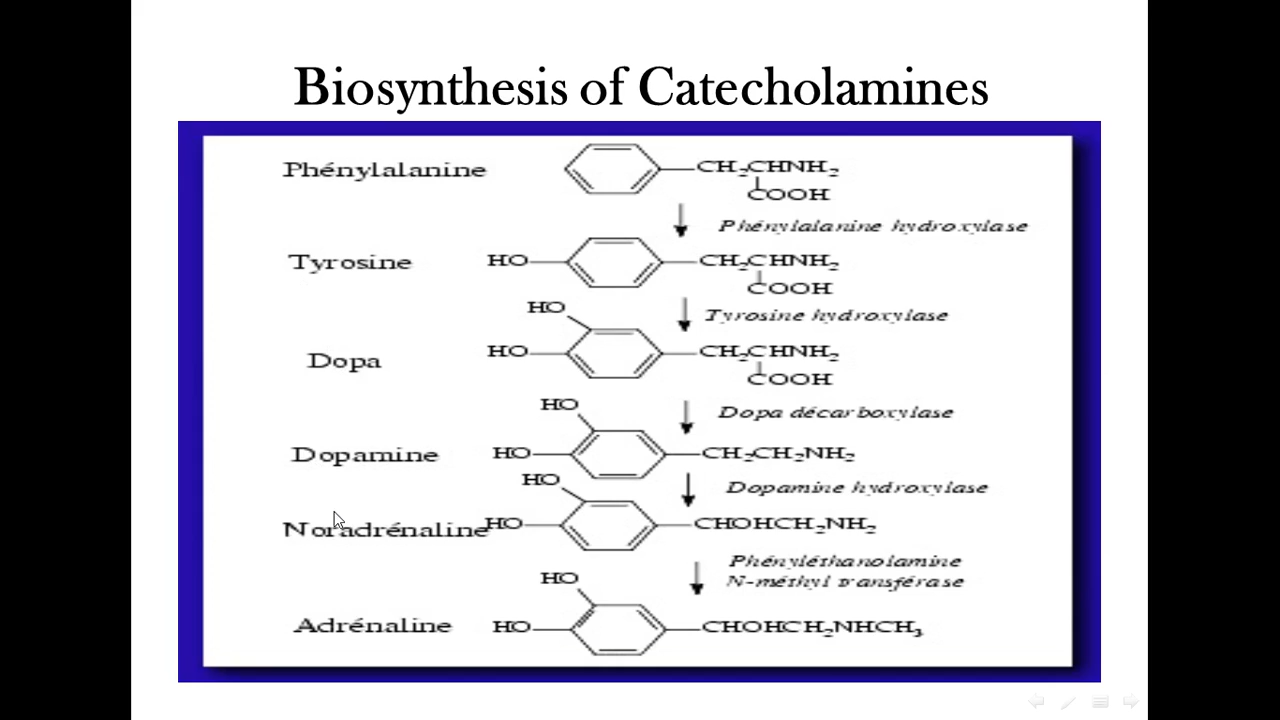 Biosynthesis of Catecholamines
Phénylalanine
CH₂CHNH₂
COOH
Phénylalanine hydroxylase
Tyrosine
HO
CH₂CHNH₂
COOH
HO
Tyrosine hydroxylase
Dopa
HO
CH₂CHNH₂
COOH
HO
Dopa décarboxylase
Dopamine
HO
CH₂CH₂NH₂
HO
Dopamine hydroxylase
Noradrénaline
HO
CHOHCH₂NH₂
Phényléthanolamine
N-méthyl transférase
HO
Adrénaline
HO
CHOHCH₂NHCH₃